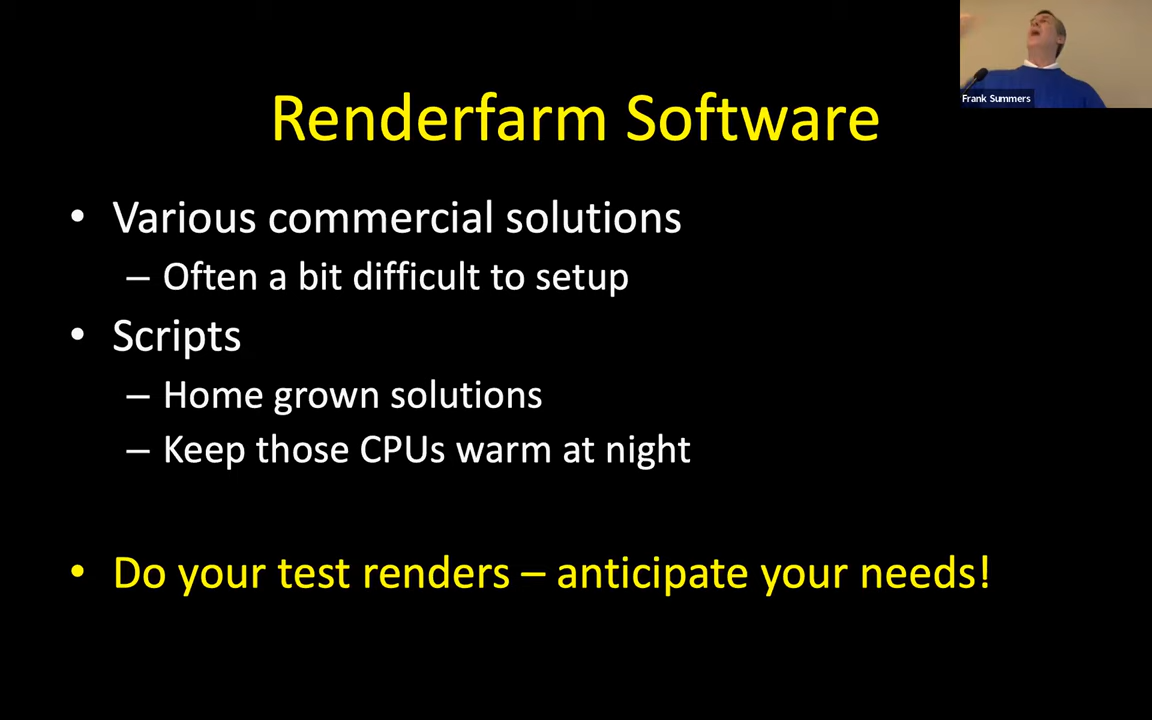 Frank Summers
Renderfarm Software
• Various commercial solutions
– Often a bit difficult to setup
• Scripts
– Home grown solutions
– Keep those CPUs warm at night
• Do your test renders – anticipate your needs!